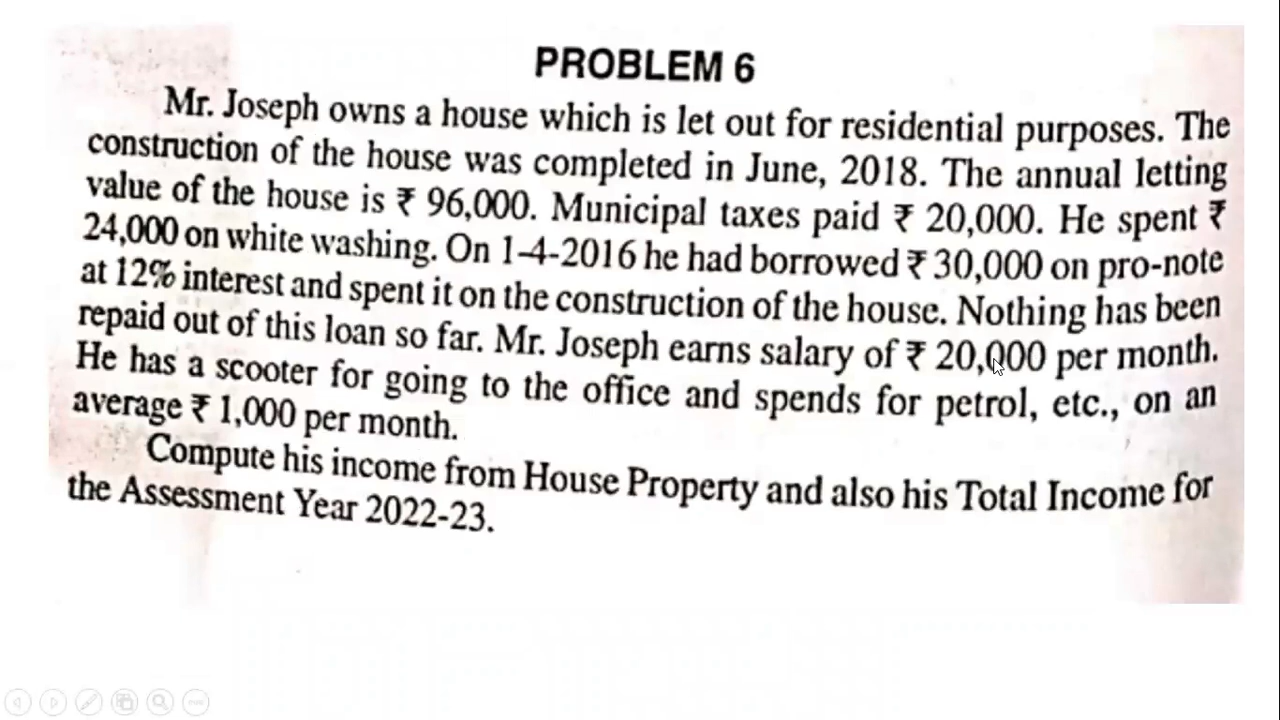 PROBLEM 6
Mr. Joseph owns a house which is let out for residential purposes. The
construction of the house was completed in June, 2018. The annual letting
value of the house is ₹ 96,000. Municipal taxes paid ₹ 20,000. He spent ₹
24,000 on white washing. On 1-4-2016 he had borrowed ₹ 30,000 on pro-note
at 12% interest and spent it on the construction of the house. Nothing has been
repaid out of this loan so far. Mr. Joseph earns salary of ₹ 20,000 per month.
He has a scooter for going to the office and spends for petrol, etc., on an
average ₹ 1,000 per month.
Compute his income from House Property and also his Total Income for
the Assessment Year 2022-23.